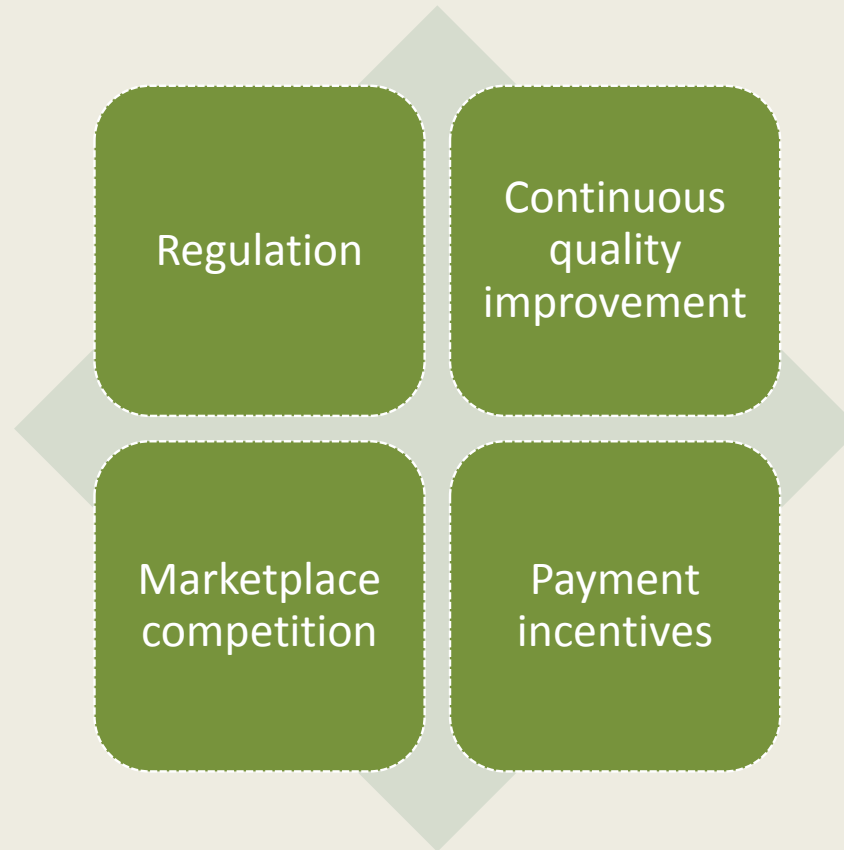 Regulation
Continuous
quality
improvement
Marketplace
competition
Payment
incentives